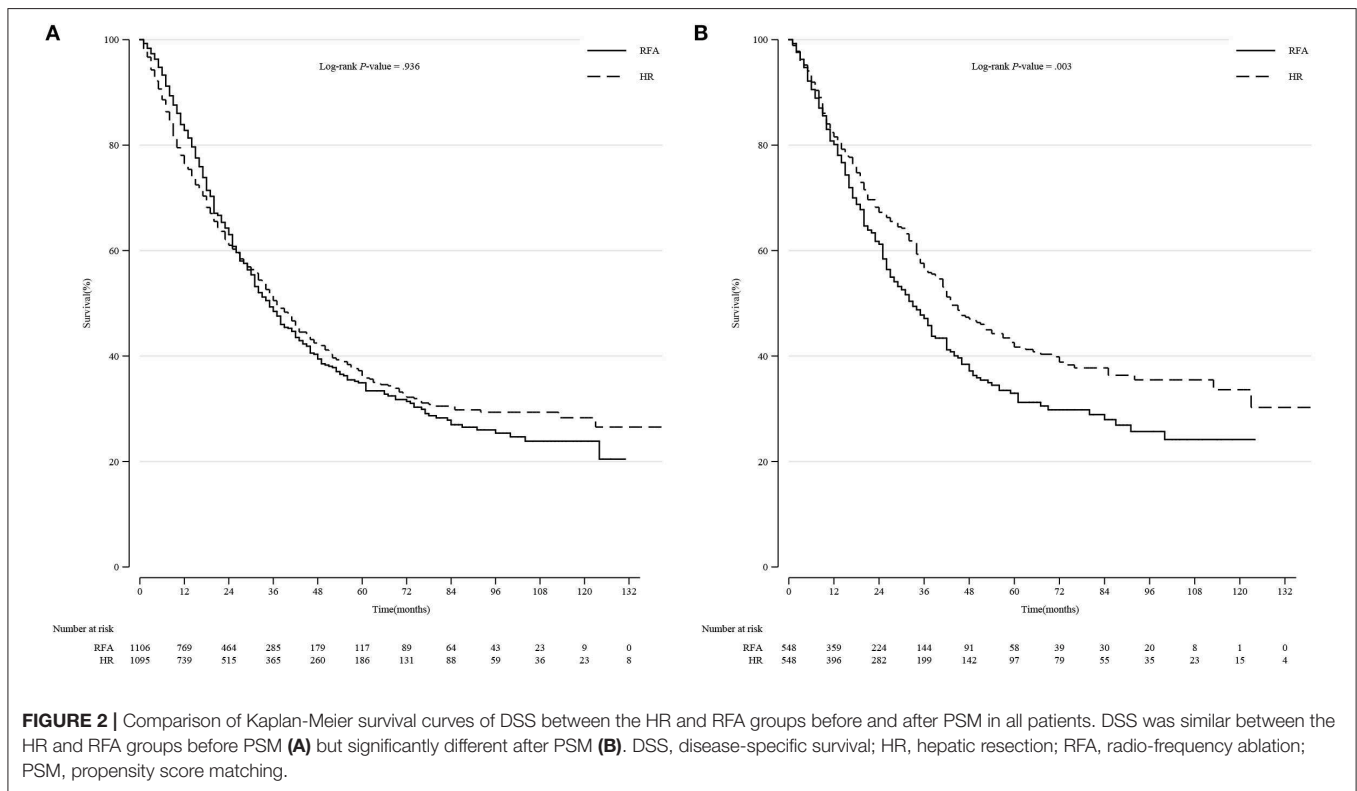 A
RFA
HR
Log-rank P-value = .936
100
80
60
40
20
0
Survival(%)
0 12 24 36 48 60 72 84 96 108 120 132
Time(months)
Number at risk
RFA 1106 769 464 285 179 117 89 64 43 23 9 0
HR 1095 739 515 365 260 186 131 88 59 36 23 8
B
RFA
HR
Log-rank P-value = .003
100
80
60
40
20
0
Survival(%)
0 12 24 36 48 60 72 84 96 108 120 132
Time(months)
Number at risk
RFA 548 359 224 144 91 58 39 30 20 8 1 0
HR 548 396 282 199 142 97 79 55 35 23 15 4
FIGURE 2 | Comparison of Kaplan-Meier survival curves of DSS between the HR and RFA groups before and after PSM in all patients. DSS was similar between the
HR and RFA groups before PSM (A) but significantly different after PSM (B). DSS, disease-specific survival; HR, hepatic resection; RFA, radio-frequency ablation;
PSM, propensity score matching.